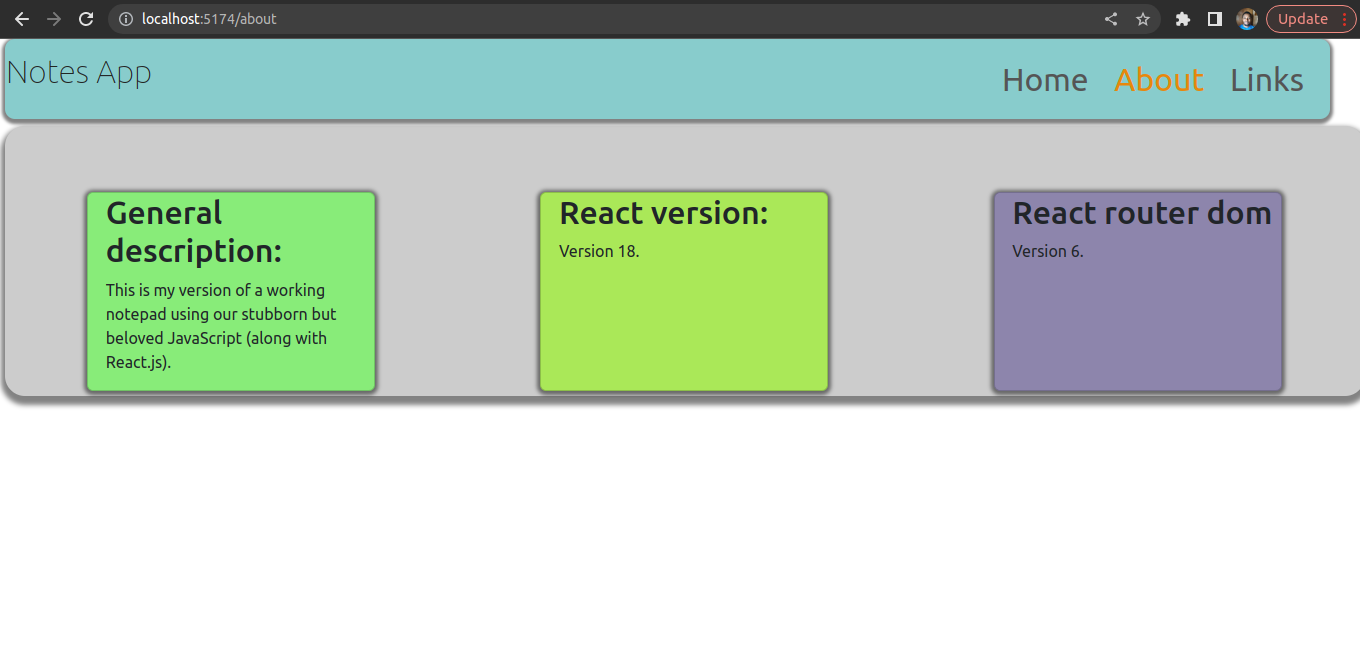 localhost:5174/about
Update
Notes App
Home About Links
General
description:
This is my version of a working
notepad using our stubborn but
beloved JavaScript (along with
React.js).
React version:
Version 18.
React router dom
Version 6.